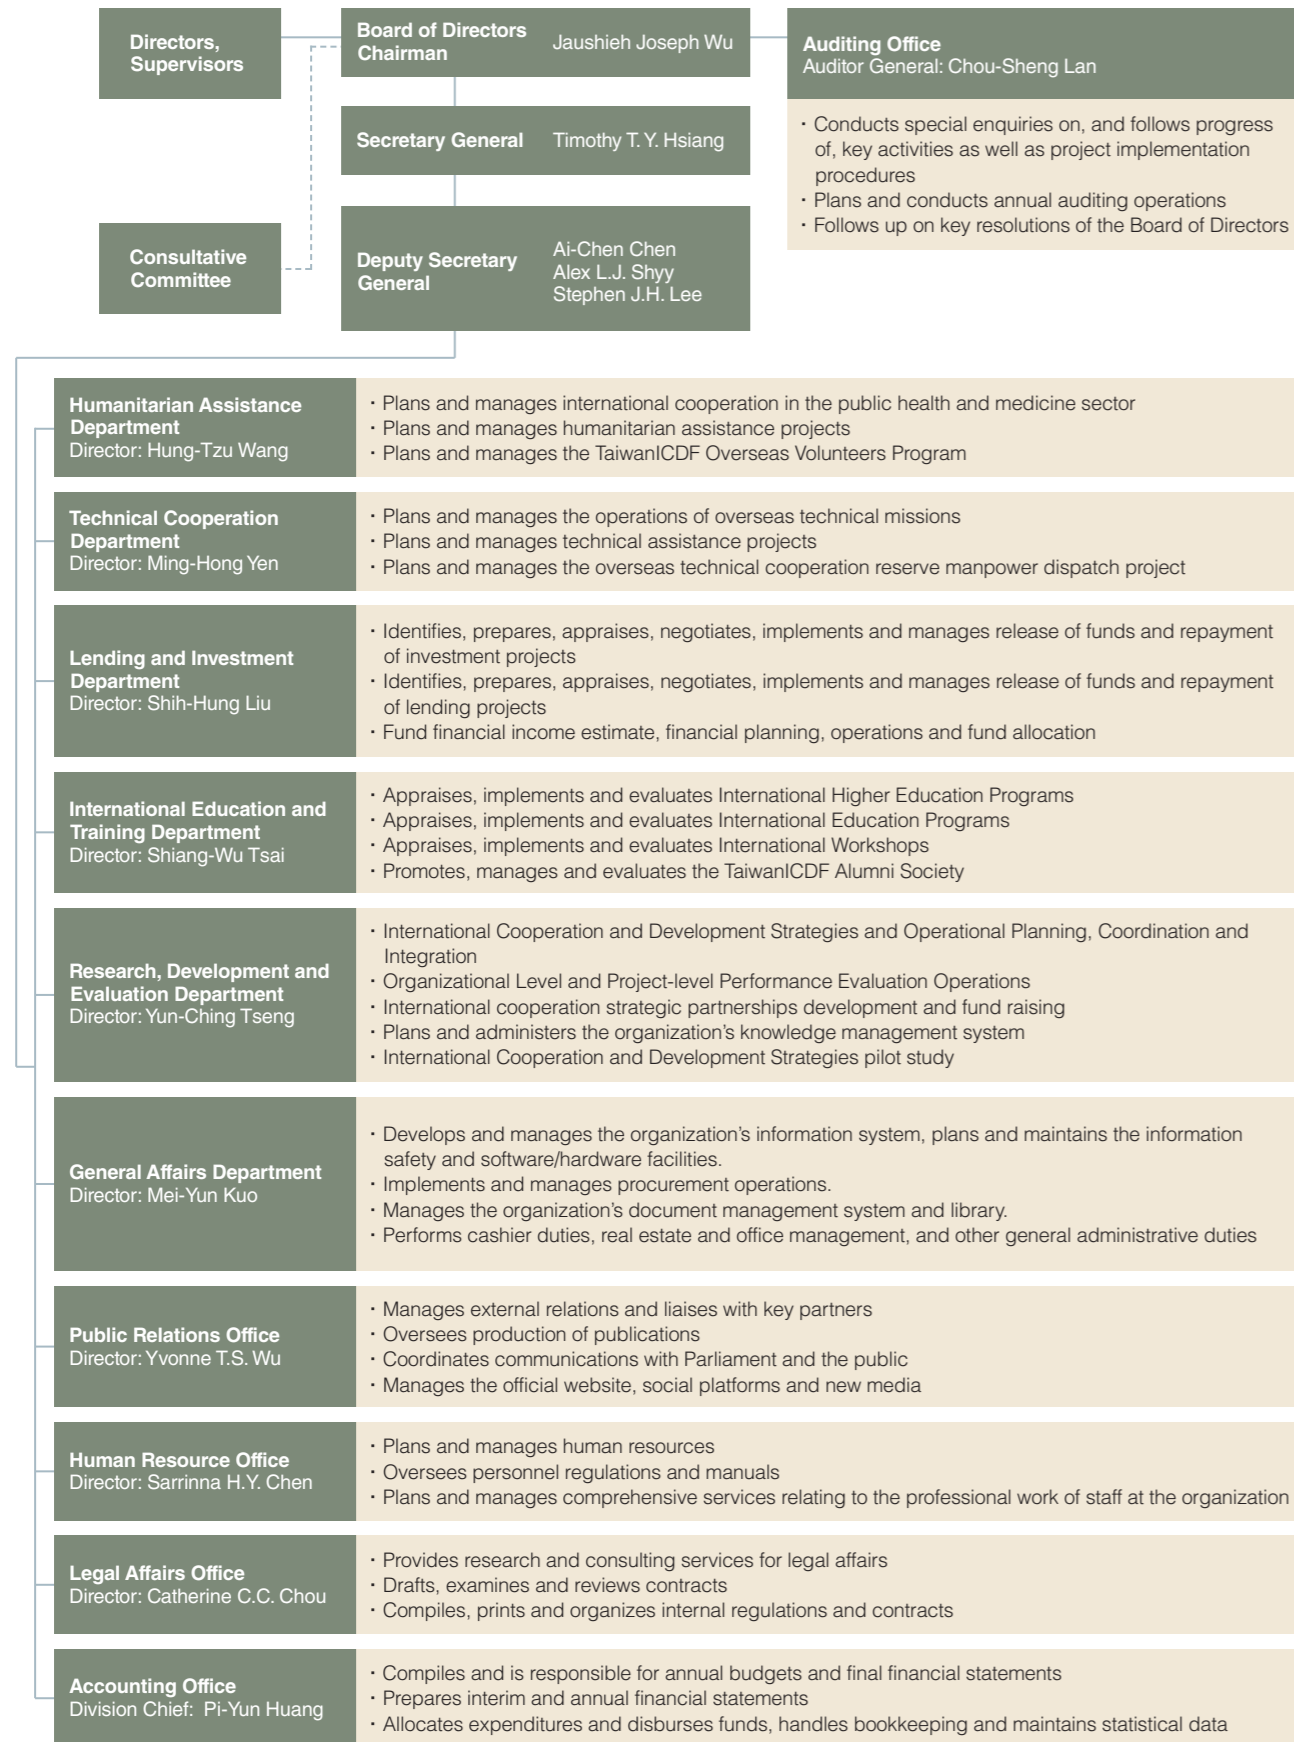 Directors,
Supervisors
Board of Directors
Chairman
Jaushieh Joseph Wu
Auditing Office
Auditor General: Chou-Sheng Lan
· Conducts special enquiries on, and follows progress
of, key activities as well as project implementation
procedures
· Plans and conducts annual auditing operations
· Follows up on key resolutions of the Board of Directors
Secretary General
Timothy T. Y. Hsiang
Consultative
Committee
Deputy Secretary
General
Ai-Chen Chen
Alex L.J. Shyy
Stephen J.H. Lee
Humanitarian Assistance
Department
Director: Hung-Tzu Wang
· Plans and manages international cooperation in the public health and medicine sector
· Plans and manages humanitarian assistance projects
· Plans and manages the TaiwanICDF Overseas Volunteers Program
Technical Cooperation
Department
Director: Ming-Hong Yen
· Plans and manages the operations of overseas technical missions
· Plans and manages technical assistance projects
· Plans and manages the overseas technical cooperation reserve manpower dispatch project
Lending and Investment
Department
Director: Shih-Hung Liu
· Identifies, prepares, appraises, negotiates, implements and manages release of funds and repayment
of investment projects
· Identifies, prepares, appraises, negotiates, implements and manages release of funds and repayment
of lending projects
· Fund financial income estimate, financial planning, operations and fund allocation
International Education and
Training Department
Director: Shiang-Wu Tsai
· Appraises, implements and evaluates International Higher Education Programs
· Appraises, implements and evaluates International Education Programs
· Appraises, implements and evaluates International Workshops
· Promotes, manages and evaluates the TaiwanICDF Alumni Society
Research, Development and
Evaluation Department
Director: Yun-Ching Tseng
· International Cooperation and Development Strategies and Operational Planning, Coordination and
Integration
· Organizational Level and Project-level Performance Evaluation Operations
· International cooperation strategic partnerships development and fund raising
· Plans and administers the organization's knowledge management system
· International Cooperation and Development Strategies pilot study
General Affairs Department
Director: Mei-Yun Kuo
· Develops and manages the organization's information system, plans and maintains the information
safety and software/hardware facilities.
· Implements and manages procurement operations.
· Manages the organization's document management system and library.
· Performs cashier duties, real estate and office management, and other general administrative duties
Public Relations Office
Director: Yvonne T.S. Wu
· Manages external relations and liaises with key partners
· Oversees production of publications
· Coordinates communications with Parliament and the public
· Manages the official website, social platforms and new media
Human Resource Office
Director: Sarrinna H.Y. Chen
· Plans and manages human resources
· Oversees personnel regulations and manuals
· Plans and manages comprehensive services relating to the professional work of staff at the organization
Legal Affairs Office
Director: Catherine C.C. Chou
· Provides research and consulting services for legal affairs
· Drafts, examines and reviews contracts
· Compiles, prints and organizes internal regulations and contracts
Accounting Office
Division Chief: Pi-Yun Huang
· Compiles and is responsible for annual budgets and final financial statements
· Prepares interim and annual financial statements
· Allocates expenditures and disburses funds, handles bookkeeping and maintains statistical data